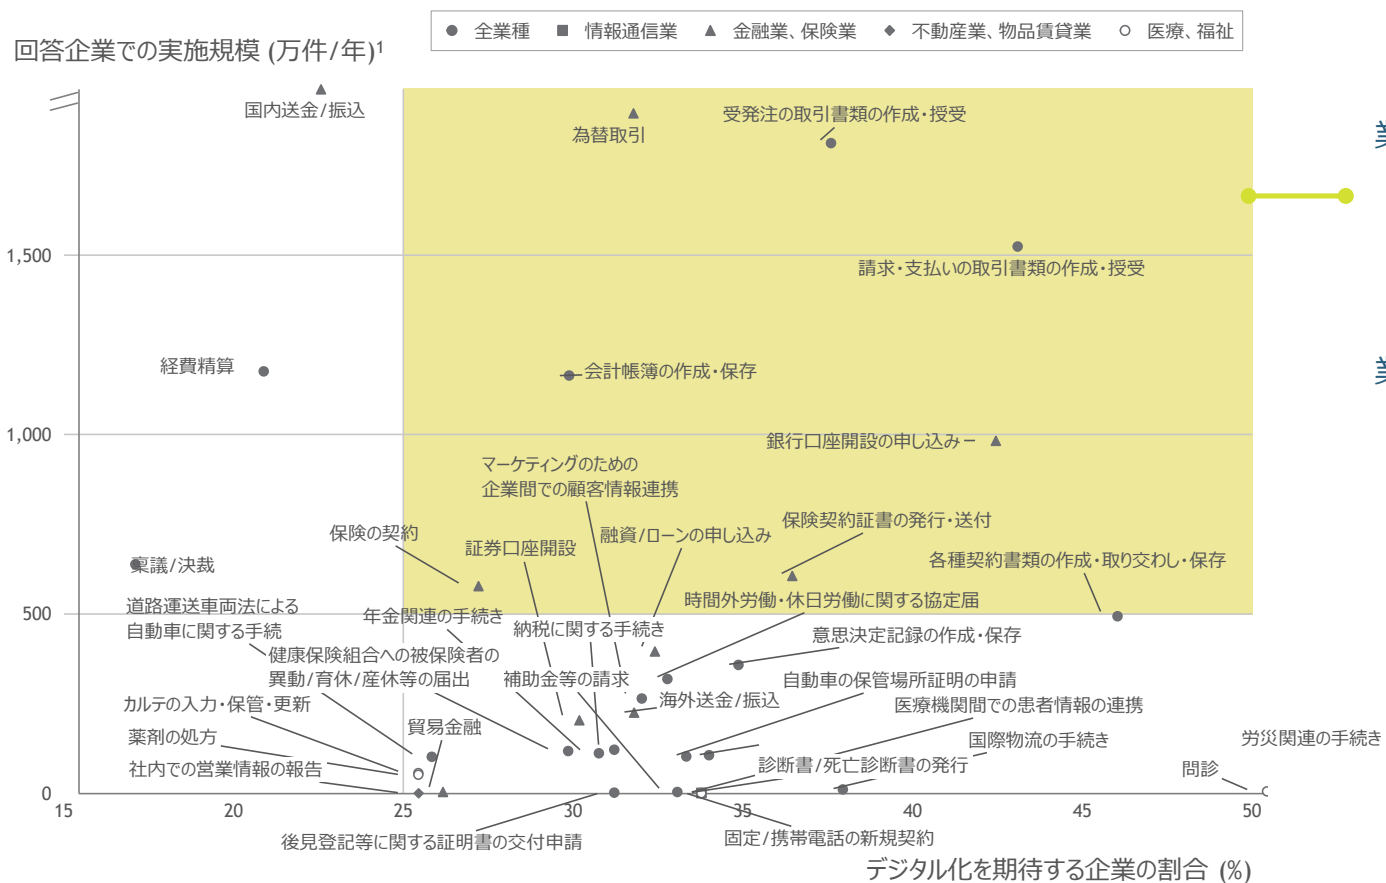 ● 全業種 ■ 情報通信業 ▲ 金融業、保険業 ◆ 不動産業、物品賃貸業 ○ 医療、福祉
回答企業での実施規模 (万件/年)¹
国内送金/振込
為替取引
受発注の取引書類の作成・授受
1,500
請求・支払いの取引書類の作成・授受
経費精算
会計帳簿の作成・保存
1,000
銀行口座開設の申し込み
マーケティングのための
企業間での顧客情報連携
保険の契約
証券口座開設
融資/ローンの申し込み
保険契約証書の発行・送付
稟議/決裁
各種契約書類の作成・取り交わし・保存
500
道路運送車両法による
自動車に関する手続
年金関連の手続き
納税に関する手続き
時間外労働・休日労働に関する協定届
意思決定記録の作成・保存
健康保険組合への被保険者の
異動/育休/産休等の届出
補助金等の請求
自動車の保管場所証明の申請
カルテの入力・保管・更新
貿易金融
海外送金/振込
医療機関間での患者情報の連携
薬剤の処方
国際物流の手続き
労災関連の手続き
社内での営業情報の報告
診断書/死亡診断書の発行
問診
0
15 20 25 30 35 40 45 50
後見登記等に関する証明書の交付申請
固定/携帯電話の新規契約
デジタル化を期待する企業の割合 (%)